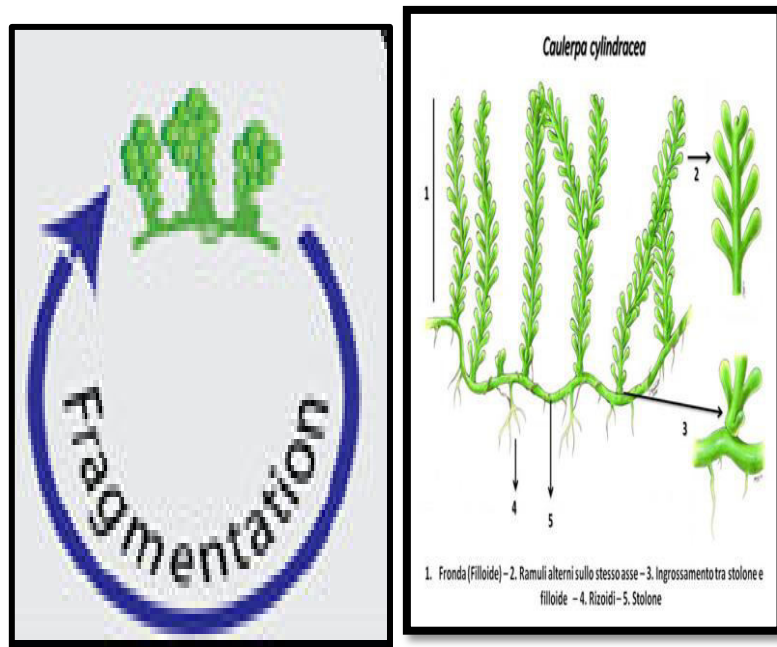 Fragmentation
Caulerpa cylindracea
1
2
3
4
5
1. Fronda (Filloide) – 2. Ramuli alterni sullo stesso asse – 3. Ingrossamento tra stolone e
filloide – 4. Rizoidi – 5. Stolone